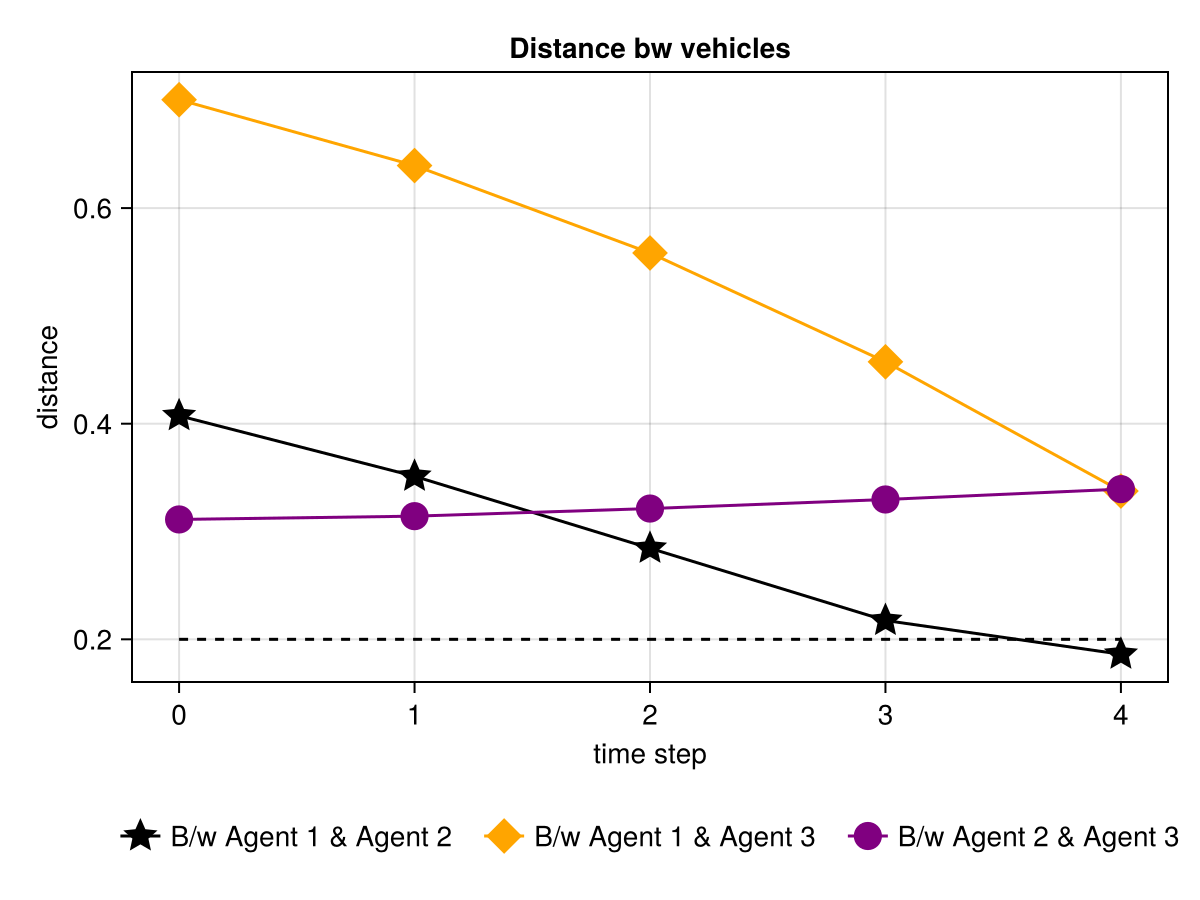 Distance bw vehicles
distance
0.6
0.4
0.2
0 1 2 3 4
time step
B/w Agent 1 & Agent 2 B/w Agent 1 & Agent 3 B/w Agent 2 & Agent 3